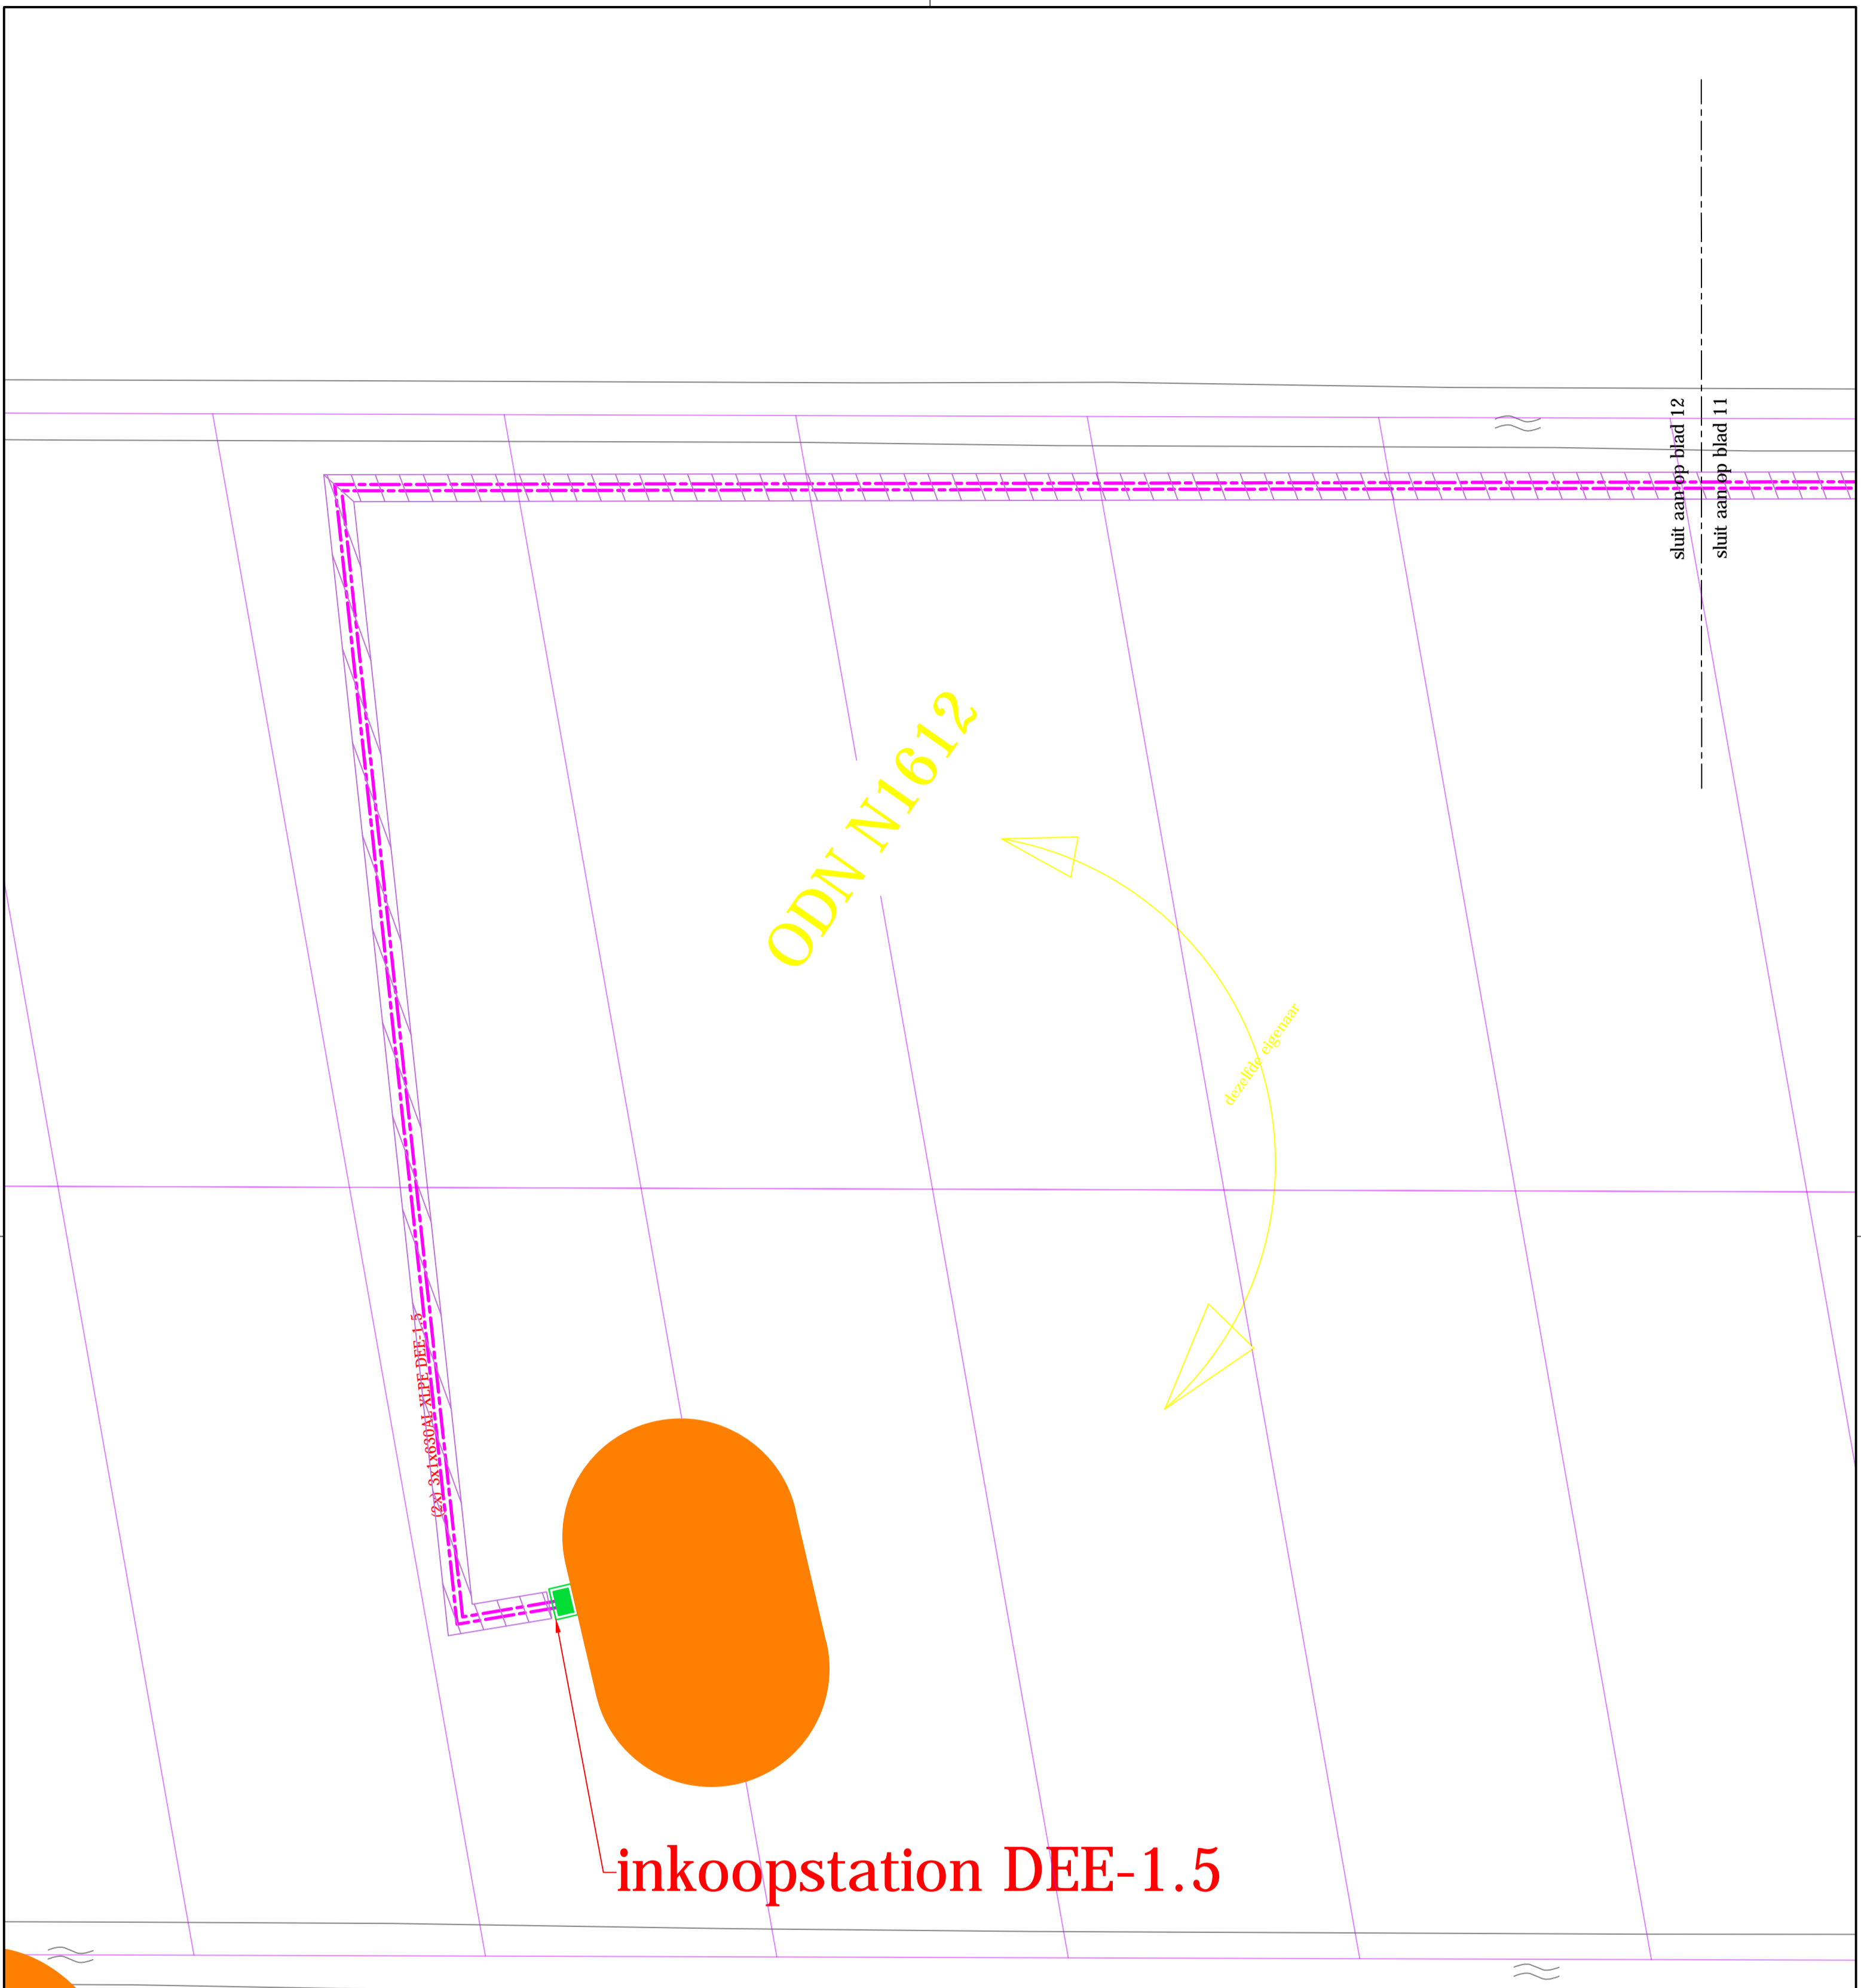 sluit aan op blad 12
sluit aan op blad 11
ODN N1612
dezelfde eigenaar
(2x) 3x1x630AL XLPE DEE-1.5
inkoopstation DEE-1.5